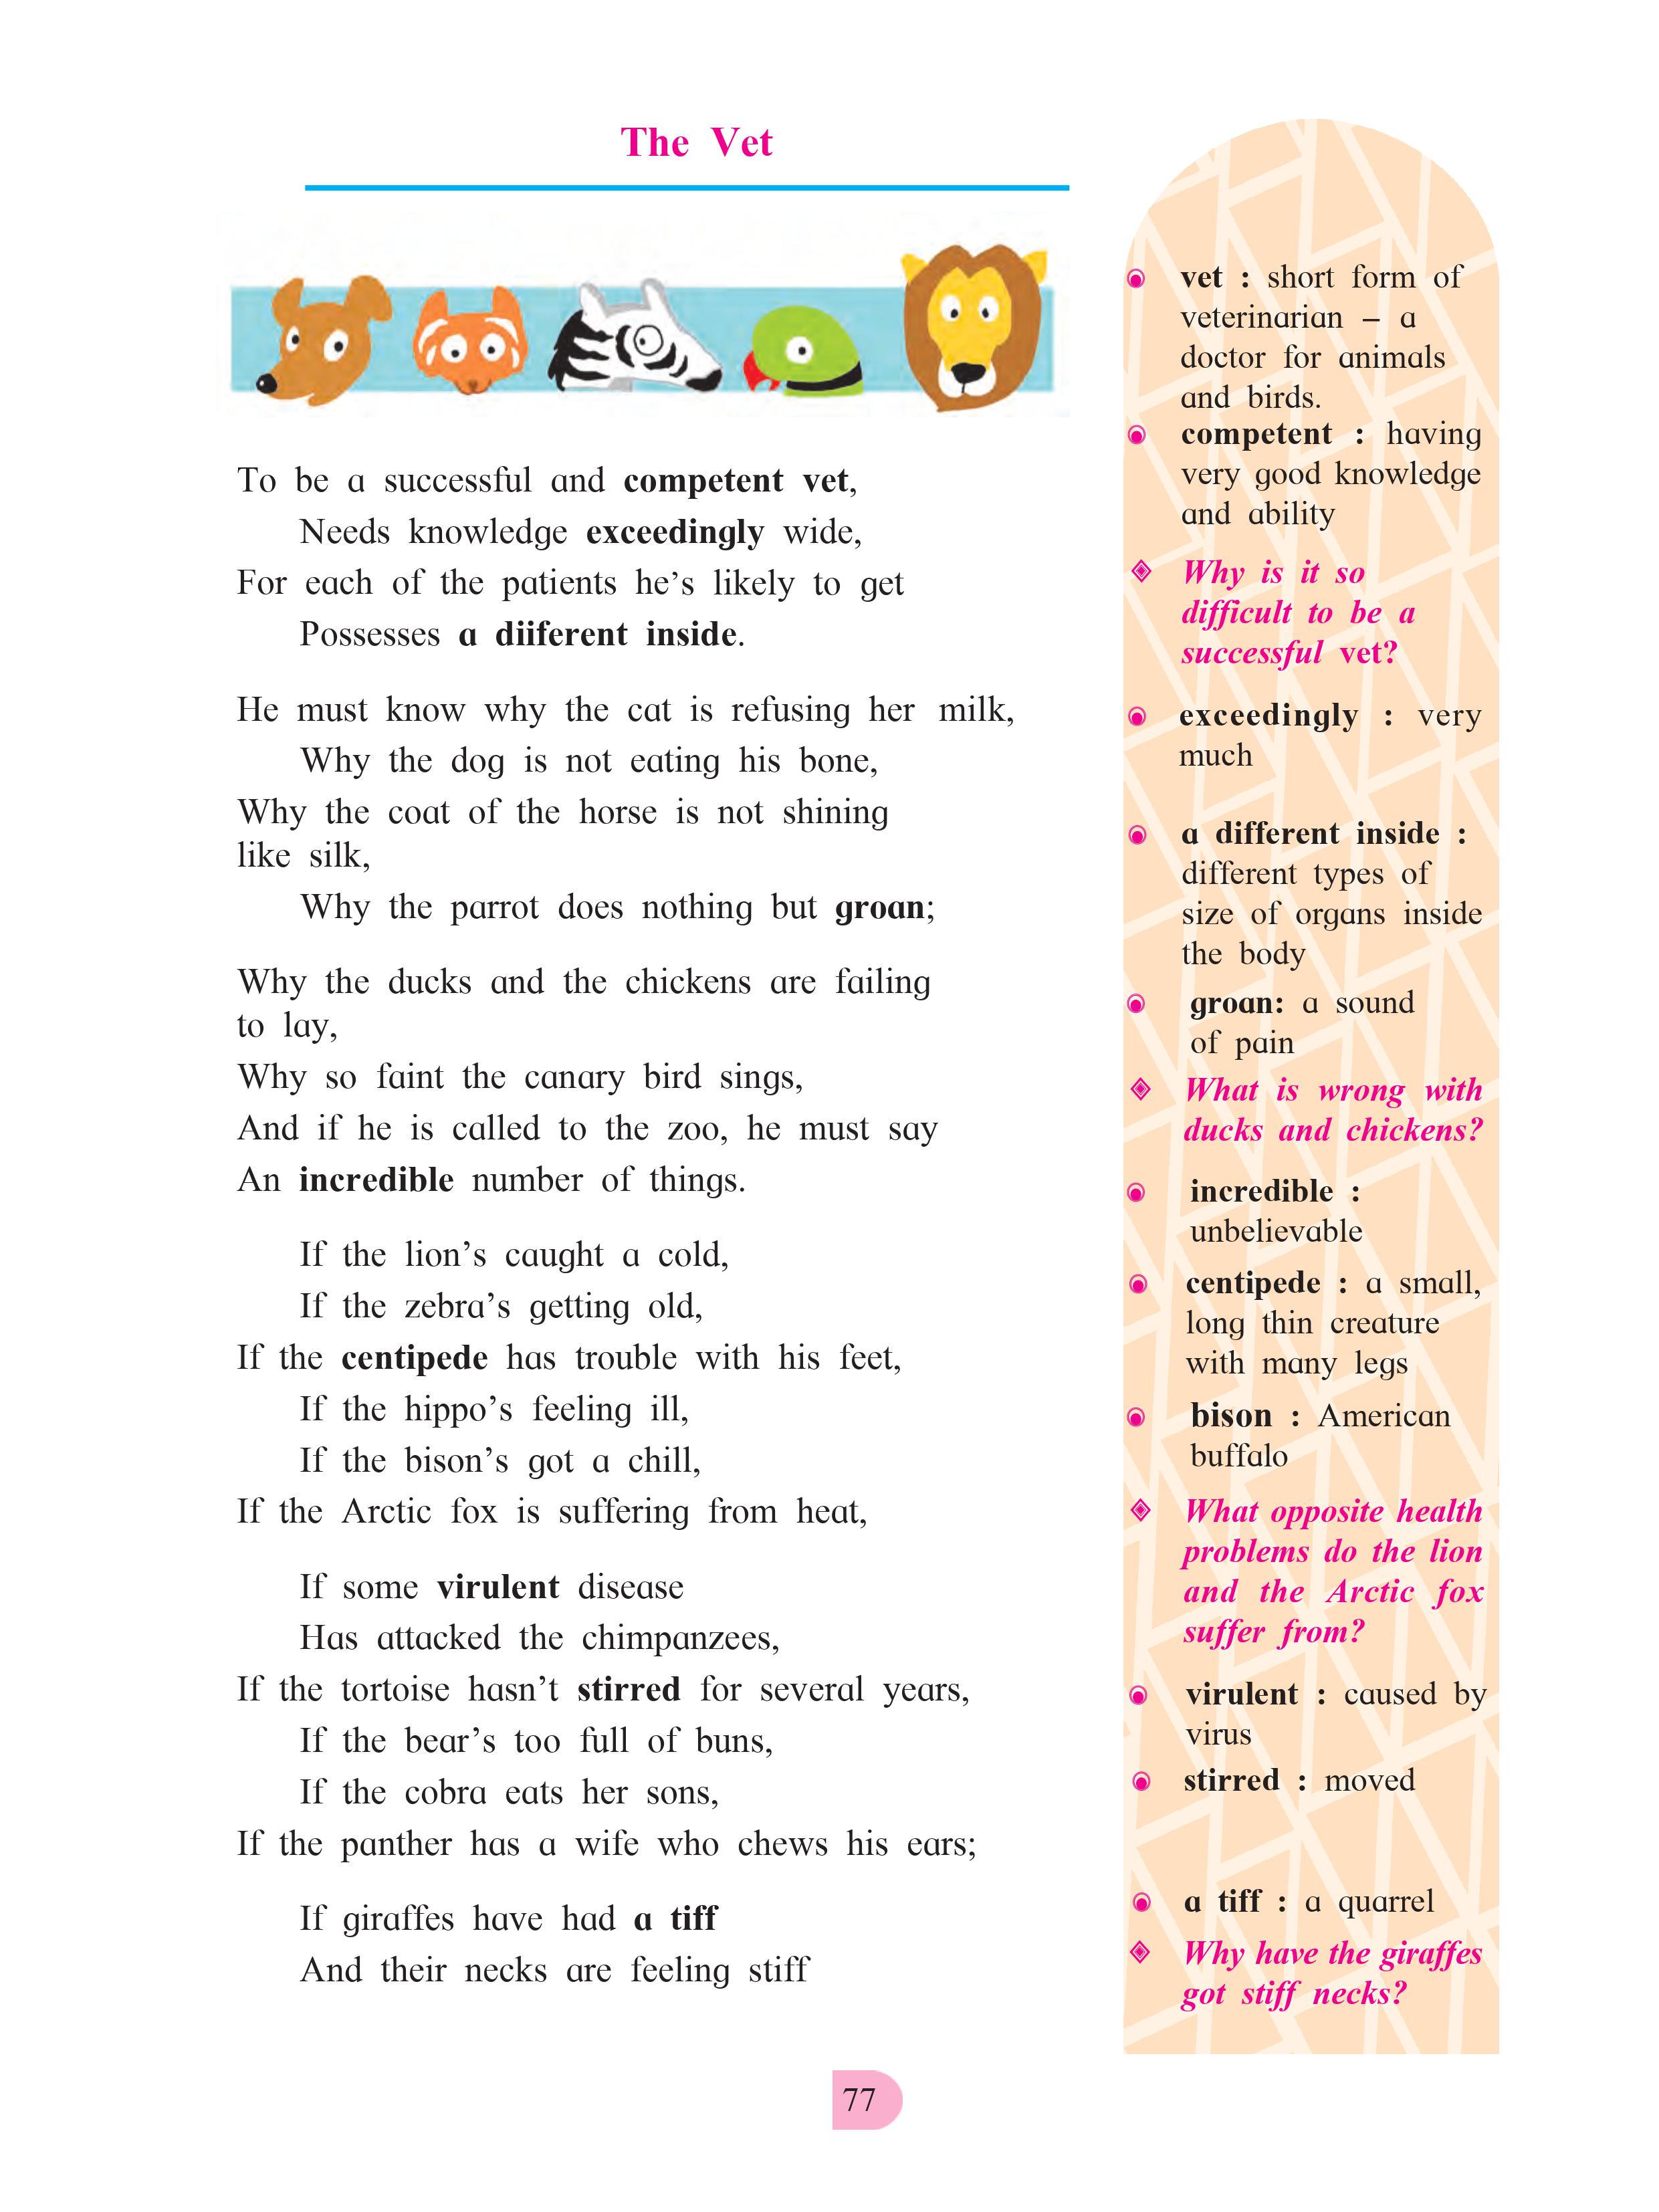 The Vet
To be a successful and competent vet,
Needs knowledge exceedingly wide,
For each of the patients he's likely to get
Possesses a diiferent inside.
He must know why the cat is refusing her milk,
Why the dog is not eating his bone,
Why the coat of the horse is not shining
like silk,
Why the parrot does nothing but groan;
Why the ducks and the chickens are failing
to lay,
Why so faint the canary bird sings,
And if he is called to the zoo, he must say
An incredible number of things.
If the lion's caught a cold,
If the zebra's getting old,
If the centipede has trouble with his feet,
If the hippo's feeling ill,
If the bison's got a chill,
If the Arctic fox is suffering from heat,
If some virulent disease
Has attacked the chimpanzees,
If the tortoise hasn't stirred for several years,
If the bear's too full of buns,
If the cobra eats her sons,
If the panther has a wife who chews his ears;
If giraffes have had a tiff
And their necks are feeling stiff
vet : short form of
veterinarian – a
doctor for animals
and birds.
competent : having
very good knowledge
and ability
Why is it so
difficult to be a
successful vet?
exceedingly : very
much
a different inside :
different types of
size of organs inside
the body
groan: a sound
of pain
What is wrong with
ducks and chickens?
incredible :
unbelievable
centipede : a small,
long thin creature
with many legs
bison : American
buffalo
What opposite health
problems do the lion
and the Arctic fox
suffer from?
virulent : caused by
virus
stirred : moved
a tiff : a quarrel
Why have the giraffes
got stiff necks?
77